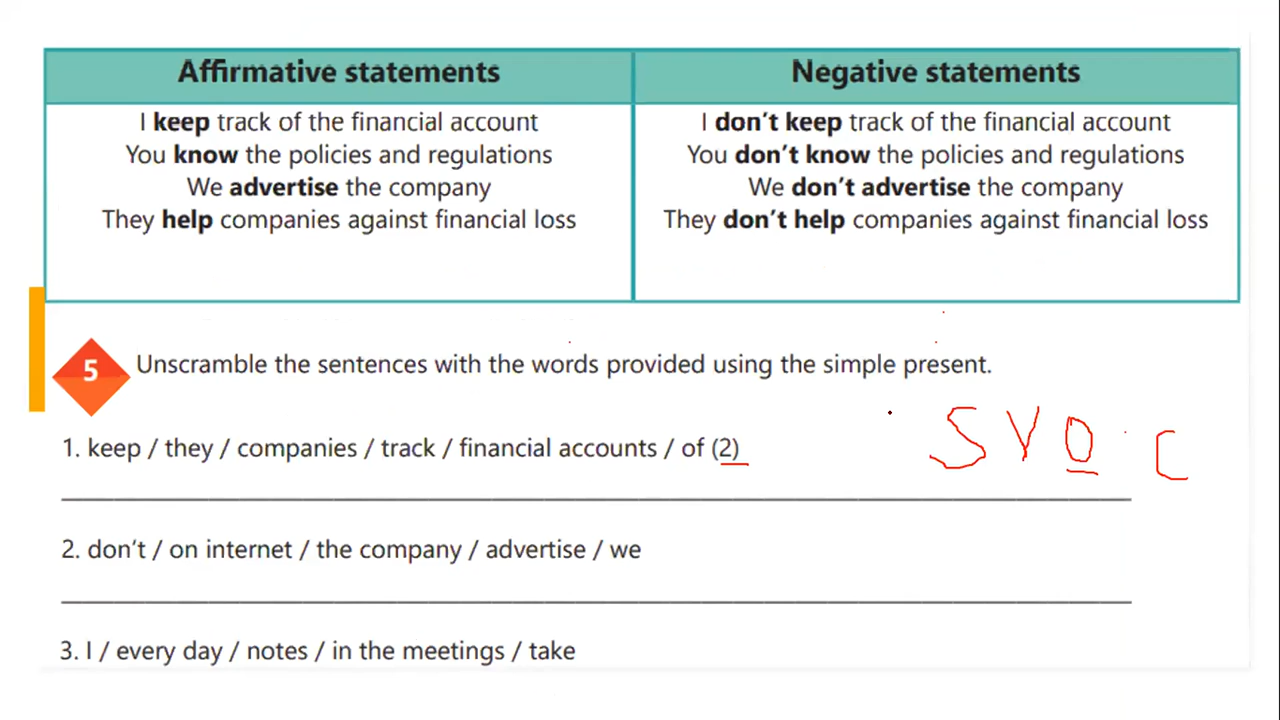 Affirmative statements
I keep track of the financial account
You know the policies and regulations
We advertise the company
They help companies against financial loss
Negative statements
I don't keep track of the financial account
You don't know the policies and regulations
We don't advertise the company
They don't help companies against financial loss
5 Unscramble the sentences with the words provided using the simple present.
S V O C
1. keep / they / companies / track / financial accounts / of (2)
2. don't / on internet / the company / advertise / we
3. I / every day / notes / in the meetings / take